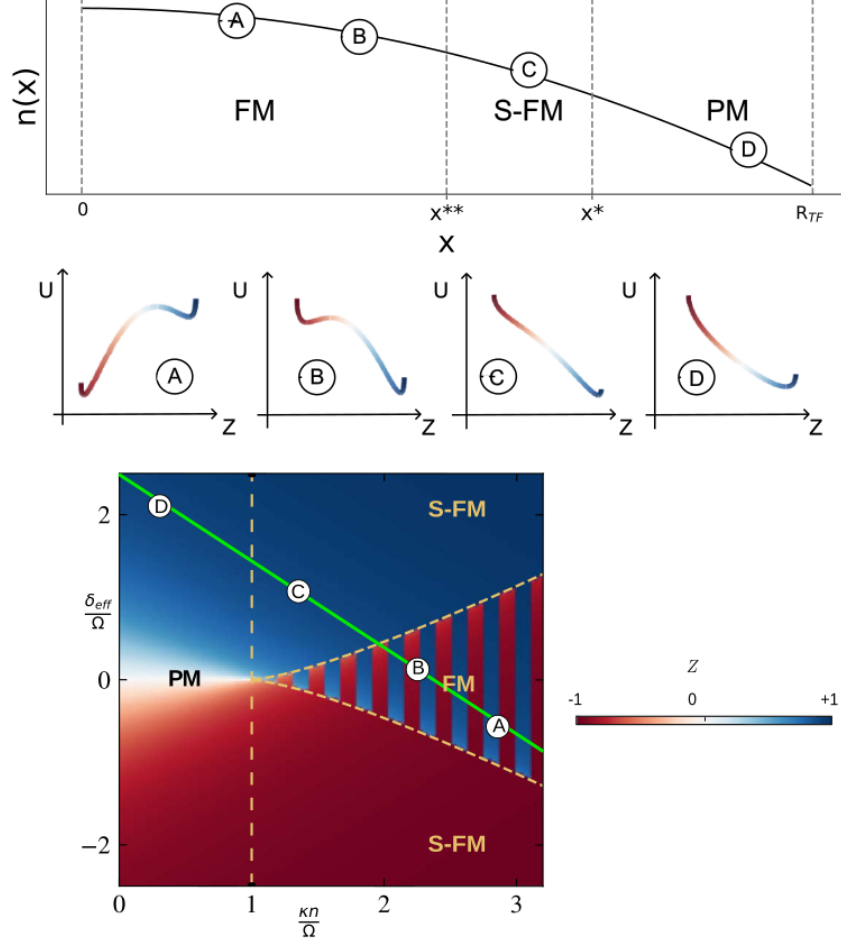 A
B
C
n(x)
FM
S-FM
PM
D
0
x**
x*
R_TF
x
U
U
U
U
A
B
C
D
Z
Z
Z
Z
S-FM
2
D
C
δ_eff/Ω
0
PM
B
FM
A
Z
-1
0
+1
−2
S-FM
0
1
κn/Ω
2
3